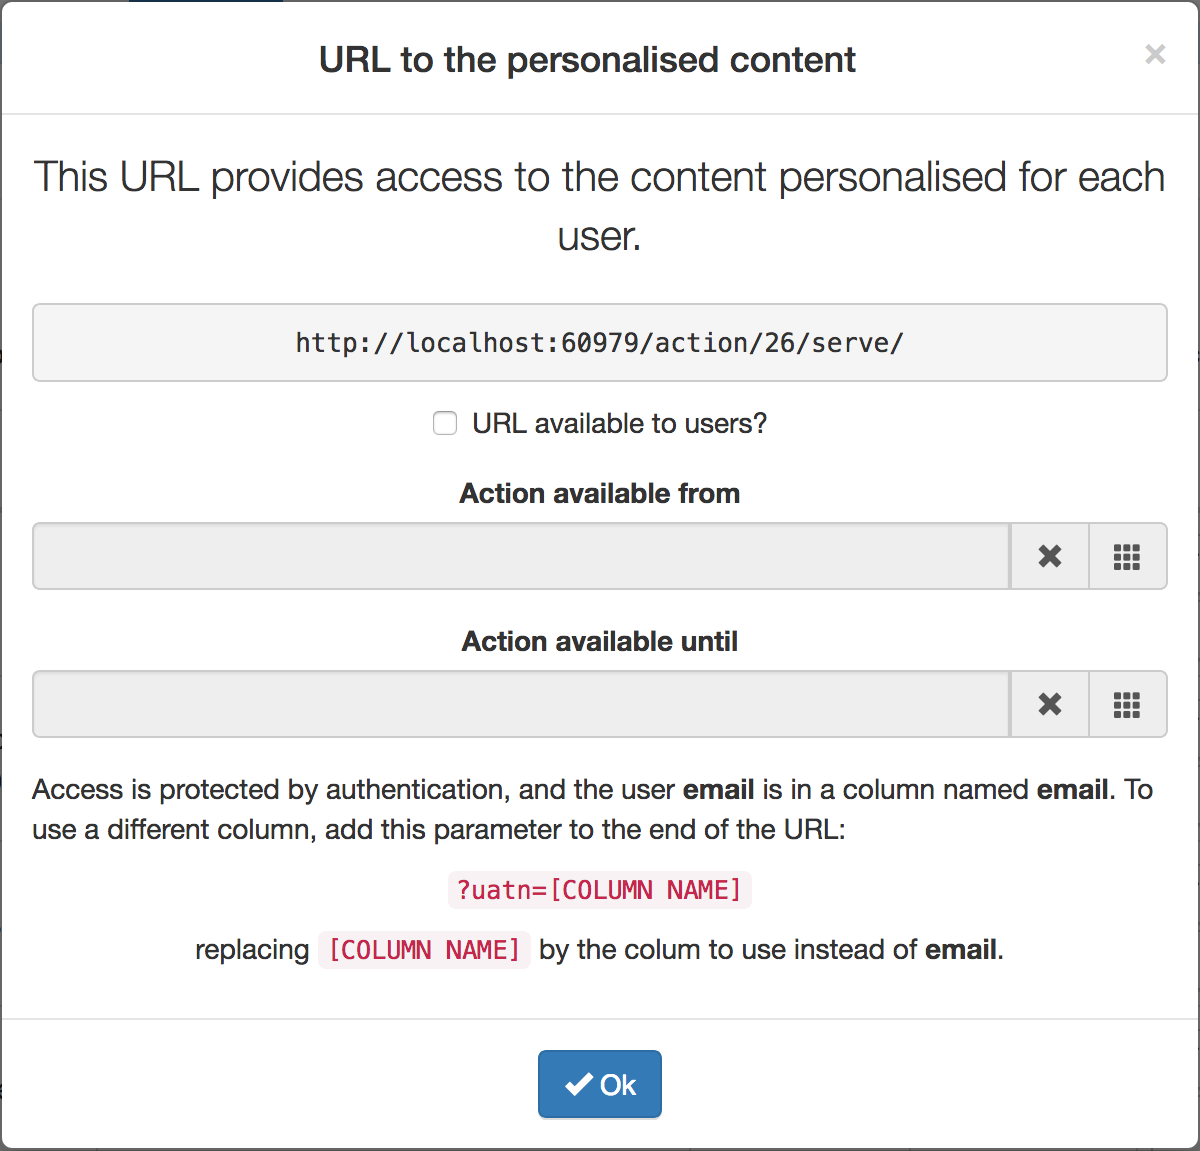 URL to the personalised content
×
This URL provides access to the content personalised for each
user.
http://localhost:60979/action/26/serve/
URL available to users?
Action available from
Action available until
Access is protected by authentication, and the user email is in a column named email. To
use a different column, add this parameter to the end of the URL:
?uatn=[COLUMN NAME]
replacing [COLUMN NAME] by the colum to use instead of email.
Ok